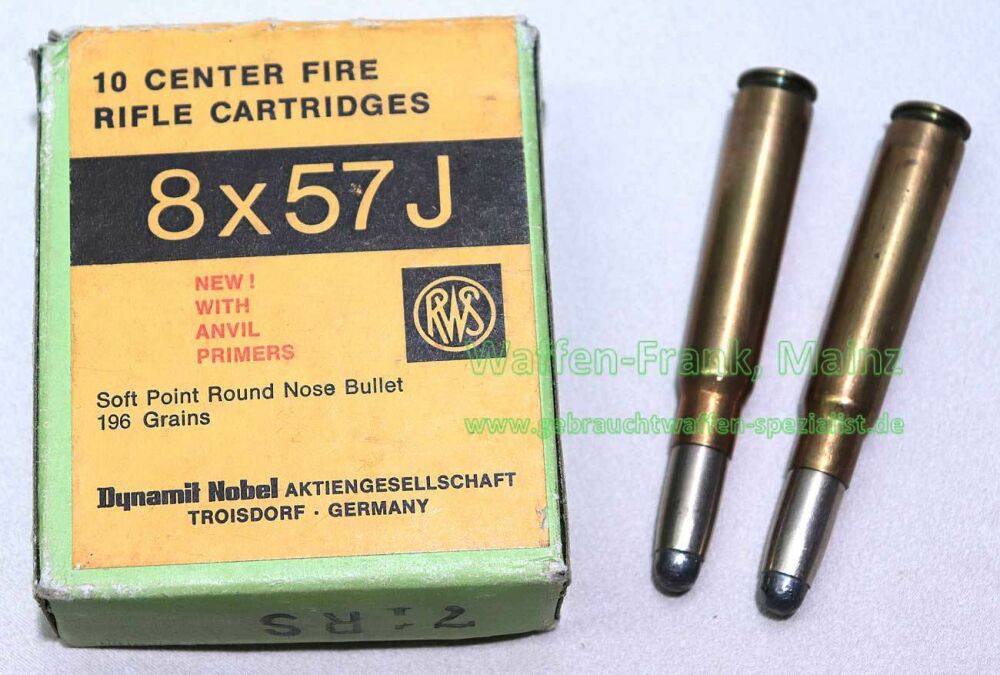 10 CENTER FIRE
RIFLE CARTRIDGES
8x57J
NEW!
WITH
ANVIL
PRIMERS
RWS
Soft Point Round Nose Bullet
196 Grains
Dynamit Nobel AKTIENGESELLSCHAFT
TROISDORF · GERMANY
Waffen-Frank, Mainz
www.gebrauchtwaffen-spezialist.de